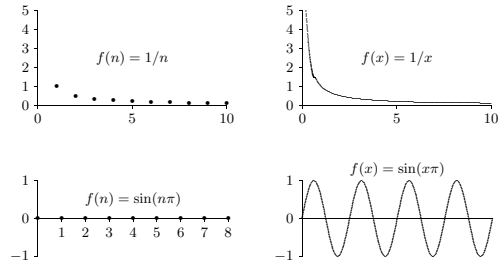 5
4
3
2
1
0
0 5 10
f(n) = 1/n
5
4
3
2
1
0
0 5 10
f(x) = 1/x
1
0
−1
1 2 3 4 5 6 7 8
f(n) = sin(nπ)
1
0
−1
f(x) = sin(xπ)